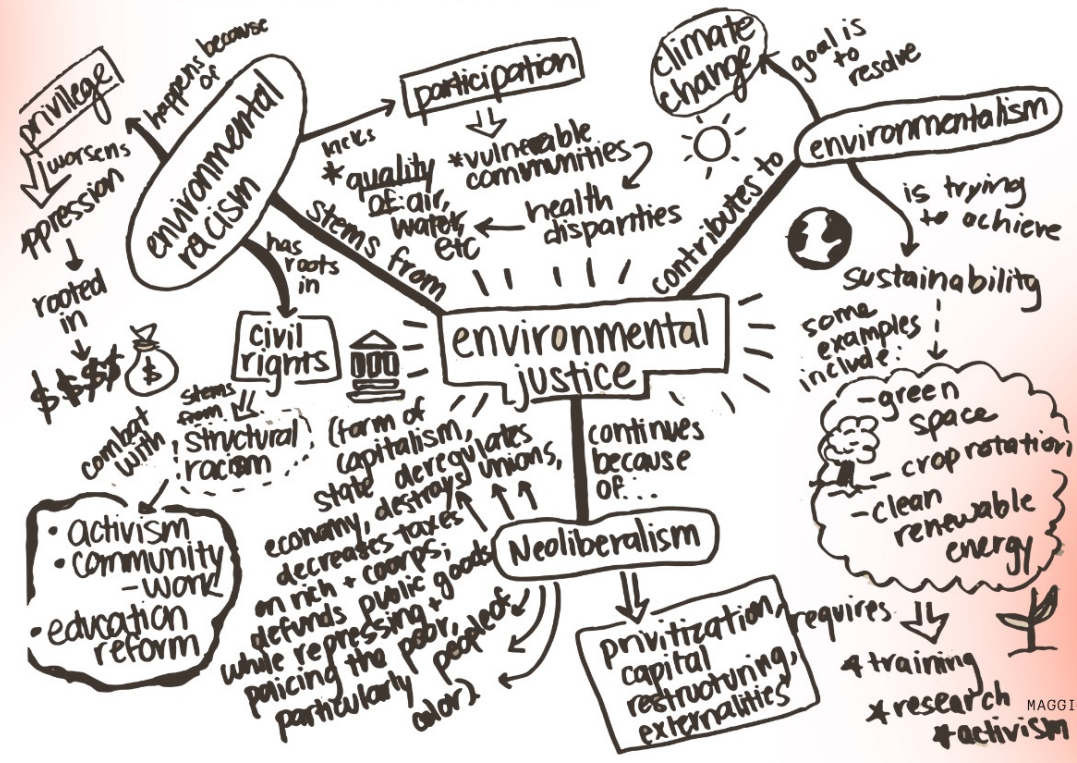 privilege
worsens
ppression
rooted
in
$ $ $ $
$
happens because
of
environmental
racism
lacks
participation
*vulnerable
communities
health
disparities
* quality
of: air,
water,
etc
stems from
has
roots
in
civil
rights
stems
from
structural
racism
combat
with
• activism
• community
- work
• education
reform
environmental
justice
contributes to
environmentalism
goal is
to
resolve
climate
change
is trying
to achieve
sustainability
some
examples
include:
- green
space
- crop rotation
- clean
renewable
energy
requires
* training
* research
* activism
MAGGI
continues
because
of...
Neoliberalism
(form of
capitalism,
state deregulates
economy, destroys unions,
decreases taxes
on rich + coorps;
defunds public goods
while repressing +
policing the poor,
particularly people of
color).
privitization,
capital
restructuring,
externalities